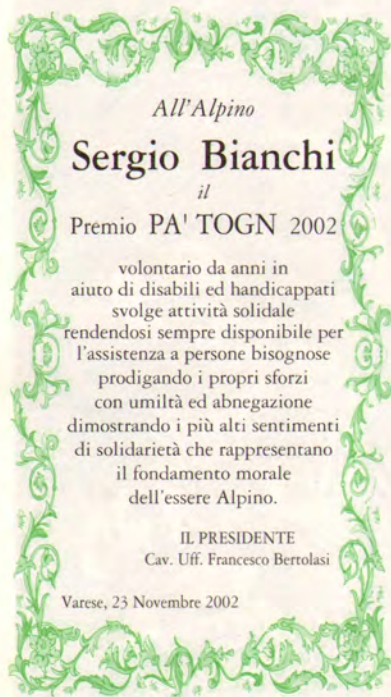 All'Alpino
Sergio Bianchi
il
Premio PA' TOGN 2002
volontario da anni in
aiuto di disabili ed handicappati
svolge attività solidale
rendendosi sempre disponibile per
l'assistenza a persone bisognose
prodigando i propri sforzi
con umiltà ed abnegazione
dimostrando i più alti sentimenti
di solidarietà che rappresentano
il fondamento morale
dell'essere Alpino.
IL PRESIDENTE
Cav. Uff. Francesco Bertolasi
Varese, 23 Novembre 2002